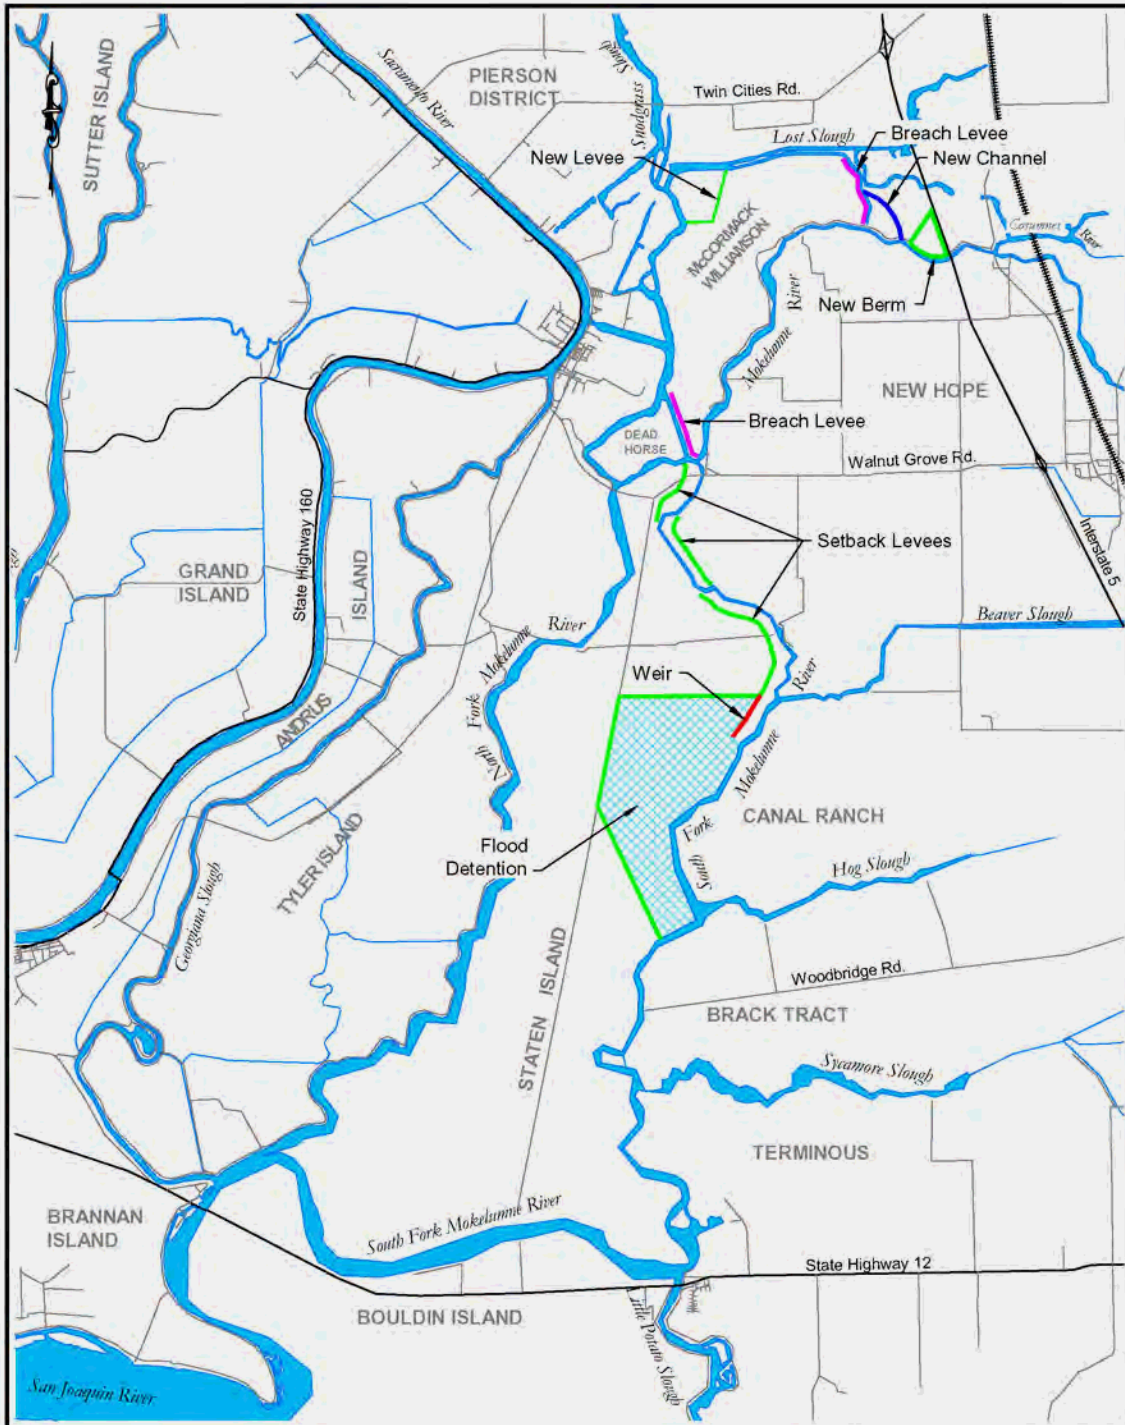 SUTTER ISLAND
Sacramento River
PIERSON
DISTRICT
Snodgrass
Slough
Twin Cities Rd.
Lost Slough
Breach Levee
New Channel
New Levee
McCORMACK
WILLIAMSON
Cosumnes
River
New Berm
Mokelumne
River
NEW HOPE
Breach Levee
DEAD
HORSE
Walnut Grove Rd.
State Highway 160
Interstate 5
Setback Levees
GRAND
ISLAND
ISLAND
ANDRUS
Beaver Slough
North Fork Mokelumne River
Weir
South Fork Mokelumne River
CANAL RANCH
Flood
Detention
TYLER ISLAND
Georgiana Slough
Hog Slough
STATEN ISLAND
Woodbridge Rd.
BRACK TRACT
Sycamore Slough
TERMINOUS
BRANNAN
ISLAND
South Fork Mokelumne River
State Highway 12
BOULDIN ISLAND
Little Potato Slough
San Joaquin River